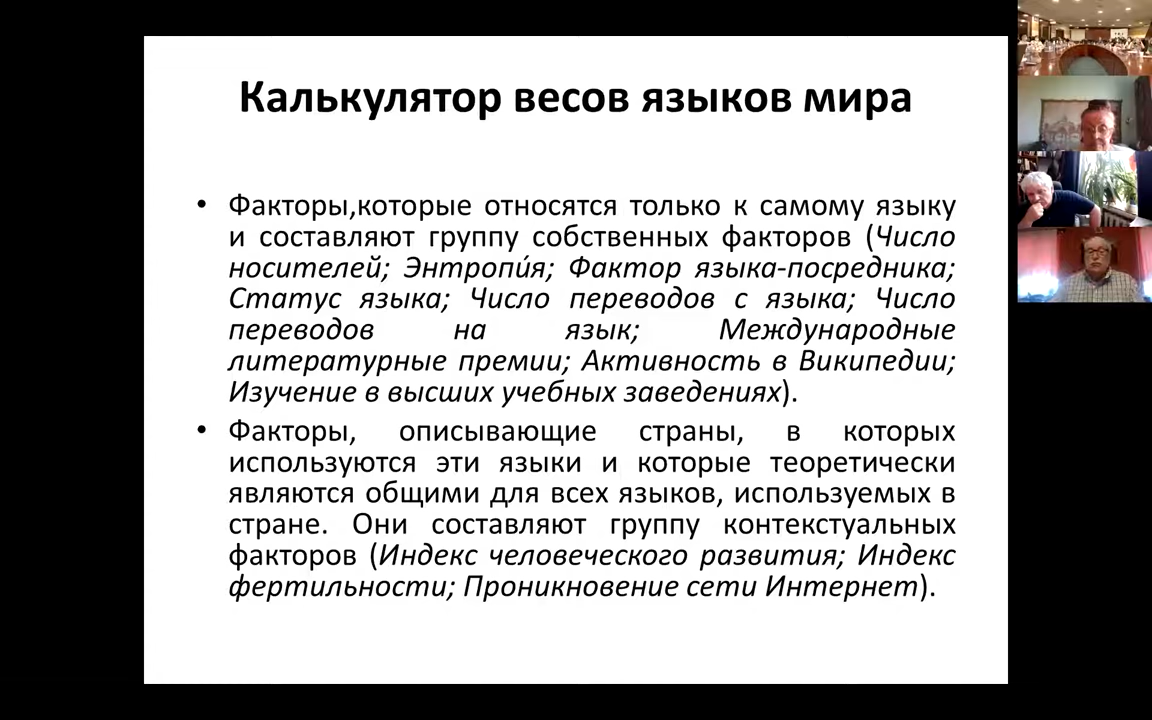 Калькулятор весов языков мира
• Факторы,которые относятся только к самому языку
и составляют группу собственных факторов (Число
носителей; Энтропи́я; Фактор языка-посредника;
Статус языка; Число переводов с языка; Число
переводов на язык; Международные
литературные премии; Активность в Википедии;
Изучение в высших учебных заведениях).
• Факторы, описывающие страны, в которых
используются эти языки и которые теоретически
являются общими для всех языков, используемых в
стране. Они составляют группу контекстуальных
факторов (Индекс человеческого развития; Индекс
фертильности; Проникновение сети Интернет).